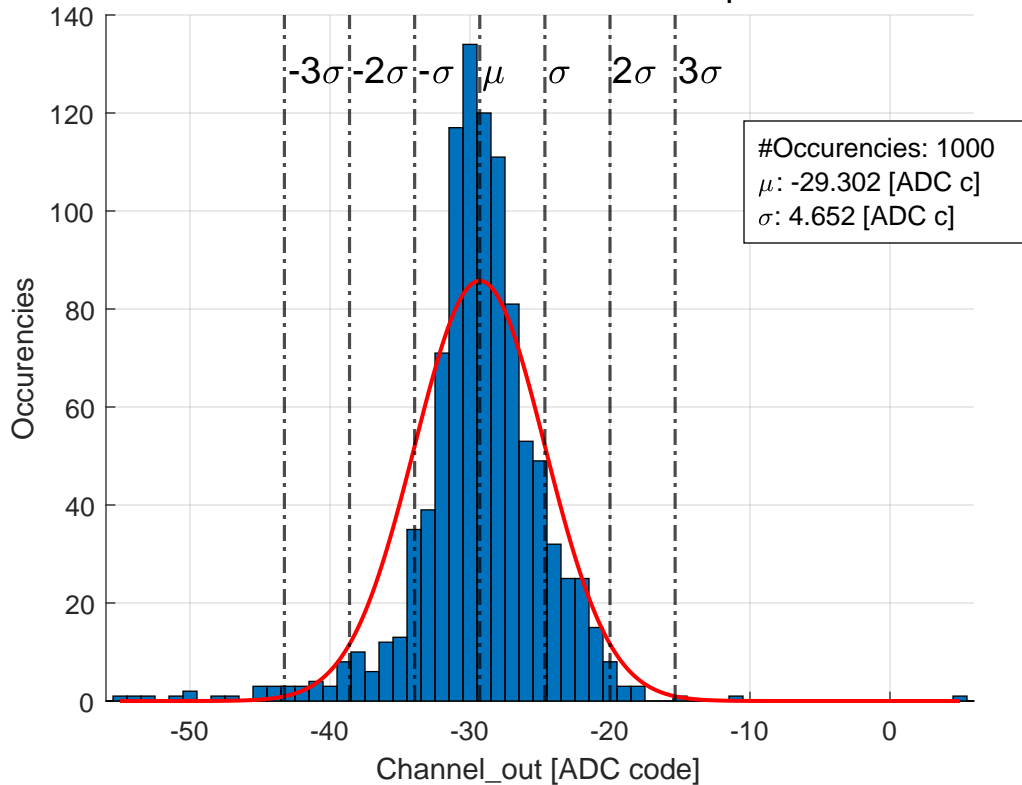 140
120
100
80
60
40
20
0
-3σ -2σ -σ μ σ 2σ 3σ
#Occurencies: 1000
μ: -29.302 [ADC c]
σ: 4.652 [ADC c]
Occurencies
-50 -40 -30 -20 -10 0
Channel_out [ADC code]